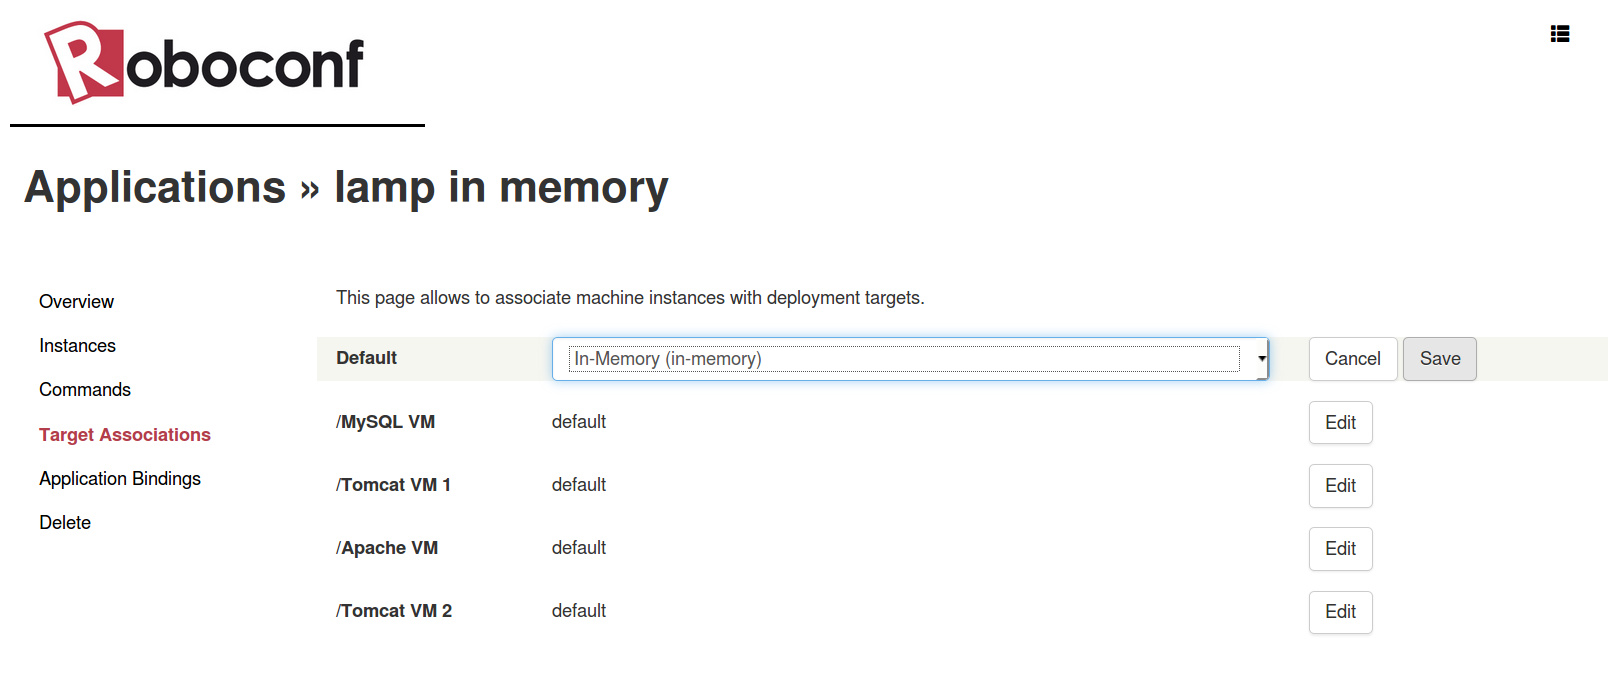 Roboconf
Applications » lamp in memory
Overview
Instances
Commands
Target Associations
Application Bindings
Delete
This page allows to associate machine instances with deployment targets.
Default In-Memory (in-memory) Cancel Save
/MySQL VM default Edit
/Tomcat VM 1 default Edit
/Apache VM default Edit
/Tomcat VM 2 default Edit